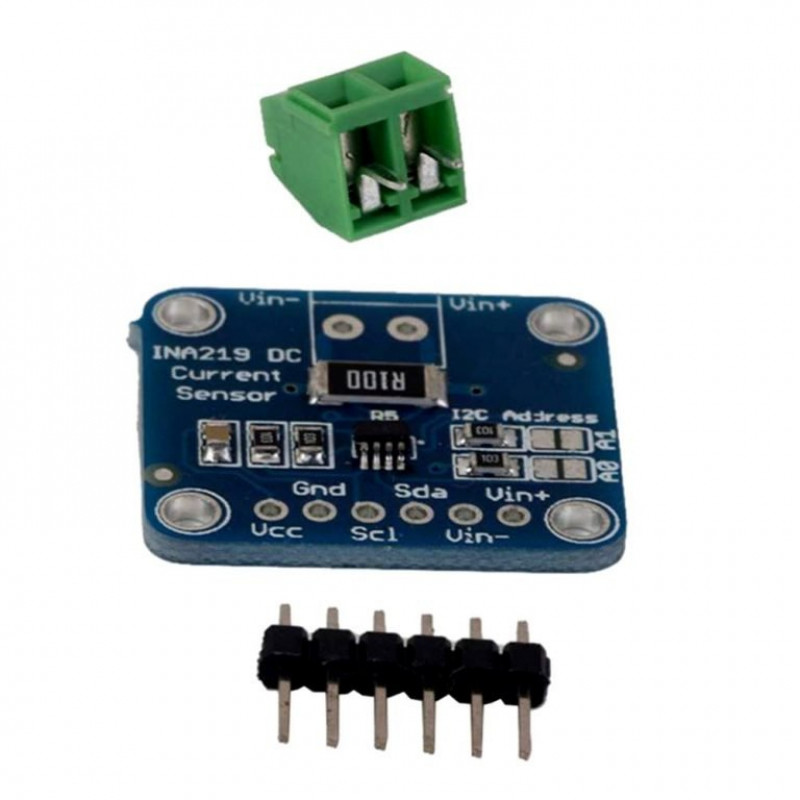 Vin-
Vin+
INA219 DC
Current
Sensor
R100
R5
I2C Address
103
A1
A0
Gnd
Sda
Vin+
Vcc
Scl
Vin-